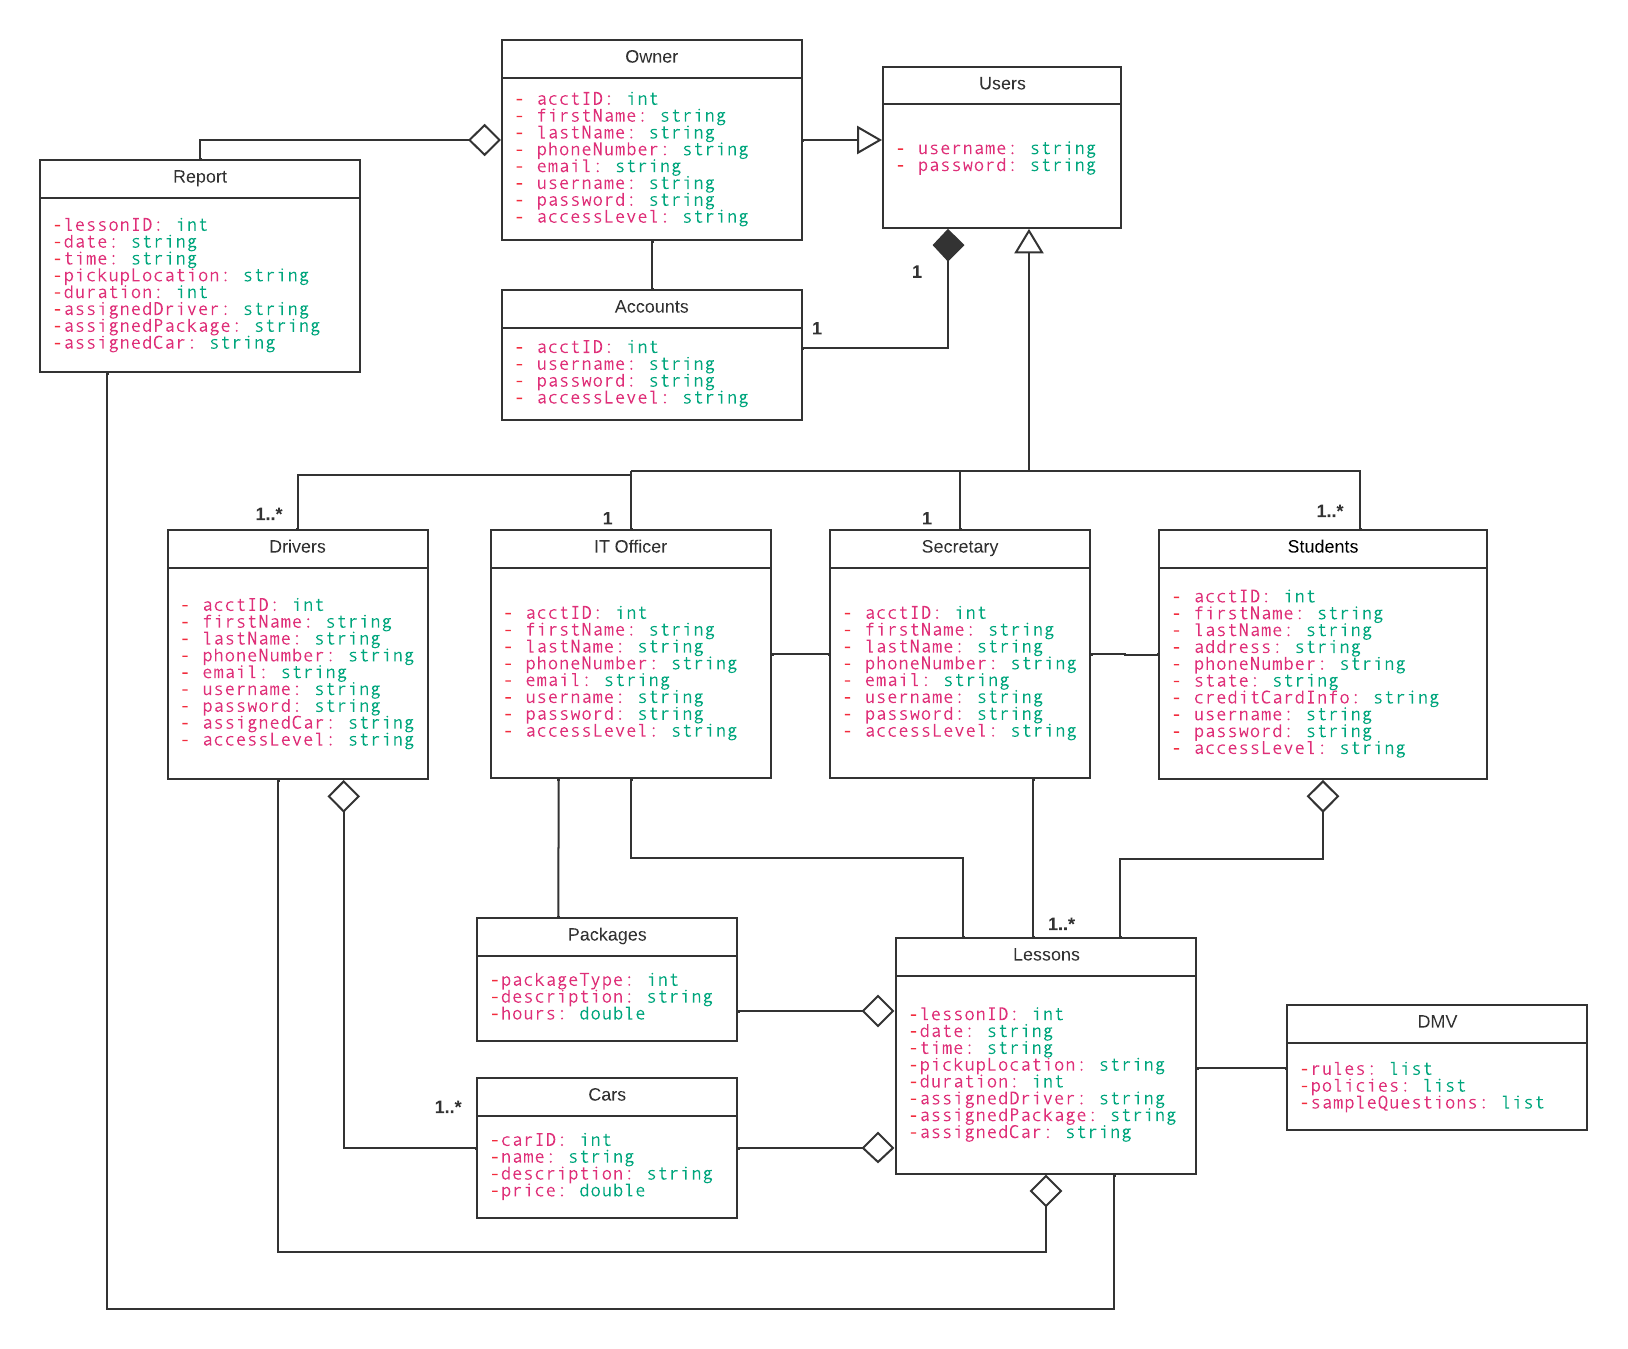 Owner
- acctID: int
- firstName: string
- lastName: string
- phoneNumber: string
- email: string
- username: string
- password: string
- accessLevel: string
Users
- username: string
- password: string
Report
-lessonID: int
-date: string
-time: string
-pickupLocation: string
-duration: int
-assignedDriver: string
-assignedPackage: string
-assignedCar: string
1
Accounts
- acctID: int
- username: string
- password: string
- accessLevel: string
1
1..*
1
1
1..*
Drivers
- acctID: int
- firstName: string
- lastName: string
- phoneNumber: string
- email: string
- username: string
- password: string
- assignedCar: string
- accessLevel: string
IT Officer
- acctID: int
- firstName: string
- lastName: string
- phoneNumber: string
- email: string
- username: string
- password: string
- accessLevel: string
Secretary
- acctID: int
- firstName: string
- lastName: string
- phoneNumber: string
- email: string
- username: string
- password: string
- accessLevel: string
Students
- acctID: int
- firstName: string
- lastName: string
- address: string
- phoneNumber: string
- state: string
- creditCardInfo: string
- username: string
- password: string
- accessLevel: string
Packages
-packageType: int
-description: string
-hours: double
1..*
Lessons
-lessonID: int
-date: string
-time: string
-pickupLocation: string
-duration: int
-assignedDriver: string
-assignedPackage: string
-assignedCar: string
DMV
-rules: list
-policies: list
-sampleQuestions: list
1..*
Cars
-carID: int
-name: string
-description: string
-price: double